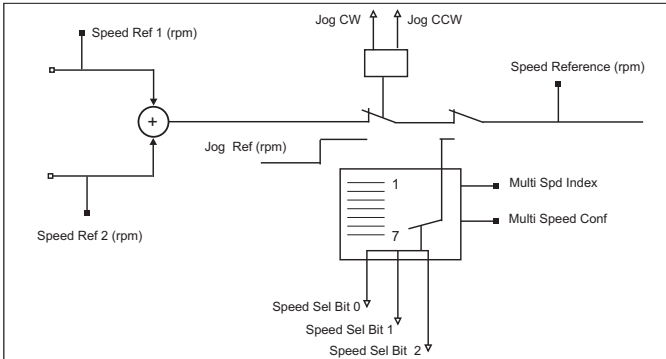 Jog CW
Jog CCW
Speed Ref 1 (rpm)
Speed Reference (rpm)
+
Jog Ref (rpm)
1
Multi Spd Index
Multi Speed Conf
7
Speed Ref 2 (rpm)
Speed Sel Bit 0
Speed Sel Bit 1
Speed Sel Bit 2